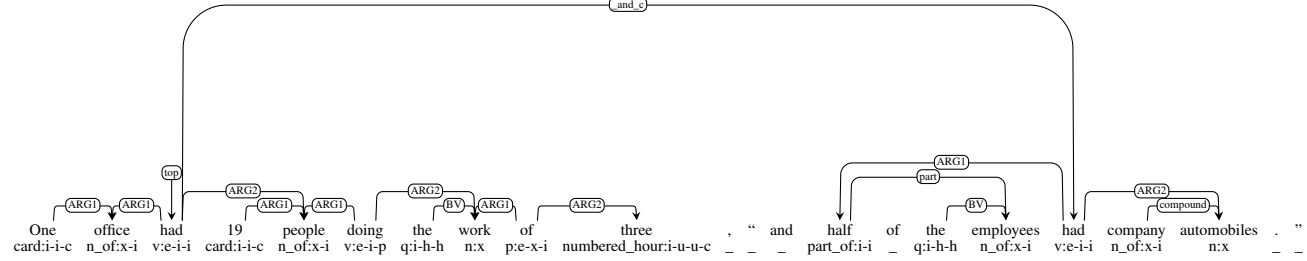 _and_c
ARG1
part
top
ARG2 ARG2 ARG2
ARG1 ARG1 ARG1 ARG1 BV ARG1 ARG2 BV compound
One office had 19 people doing the work of three , “ and half of the employees had company automobiles . ”
card:i-i-c n_of:x-i v:e-i-i card:i-i-c n_of:x-i v:e-i-p q:i-h-h n:x p:e-x-i numbered_hour:i-u-u-c _ _ _ part_of:i-i _ q:i-h-h n_of:x-i v:e-i-i n_of:x-i n:x _ _